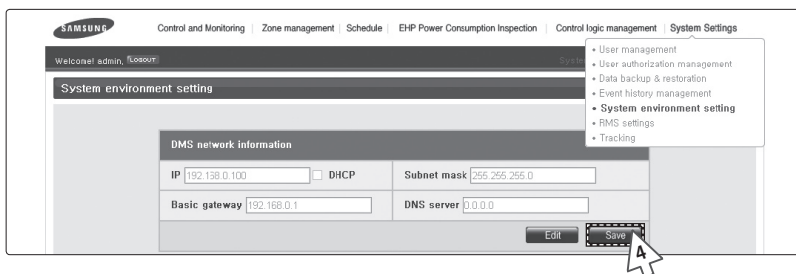 SAMSUNG Control and Monitoring | Zone management | Schedule | EHP Power Consumption Inspection | Control logic management | System Settings
Welcome! admin, LOGOUT
• User management
• User authorization management
• Data backup & restoration
• Event history management
• System environment setting
• RMS settings
• Tracking
System environment setting
DMS network information
IP 192.168.0.100 DHCP Subnet mask 255.255.255.0
Basic gateway 192.168.0.1 DNS server 0.0.0.0
Edit Save
4